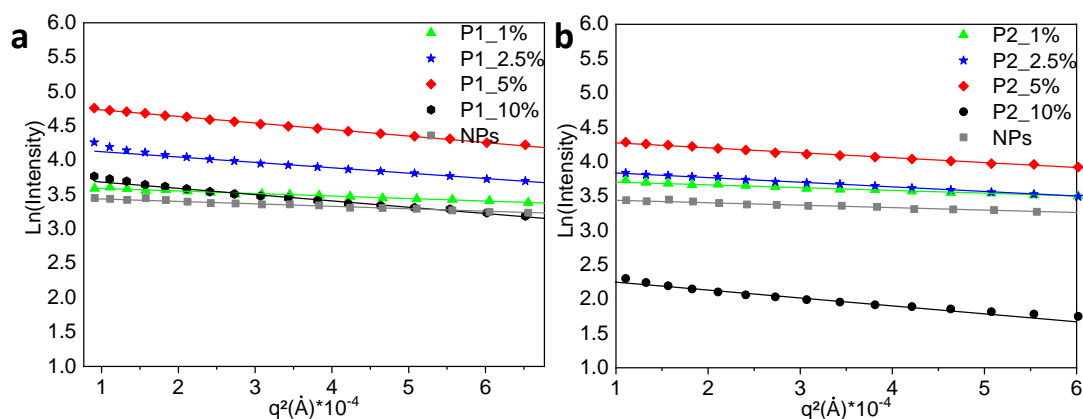 a
6.0
5.5
5.0
4.5
4.0
3.5
3.0
2.5
2.0
1.5
1.0
Ln(Intensity)
P1_1%
P1_2.5%
P1_5%
P1_10%
NPs
1
2
3
4
5
6
q²(Å)*10⁻⁴
b
6.0
5.5
5.0
4.5
4.0
3.5
3.0
2.5
2.0
1.5
1.0
Ln(Intensity)
P2_1%
P2_2.5%
P2_5%
P2_10%
NPs
1
2
3
4
5
6
q²(Å)*10⁻⁴